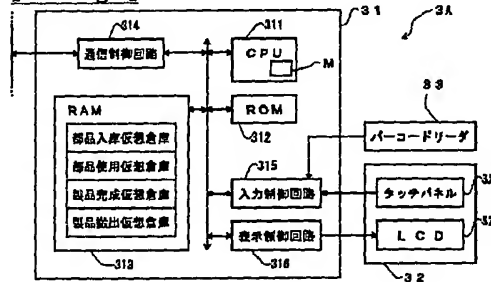 31
3A
314
通信制御回路
311
CPU
M
33
RAM
ROM
312
バーコードリーダ
部品入庫仮想倉庫
部品使用仮想倉庫
製品完成仮想倉庫
製品搬出仮想倉庫
315
入力制御回路
タッチパネル
表示制御回路
LCD
313
316
32